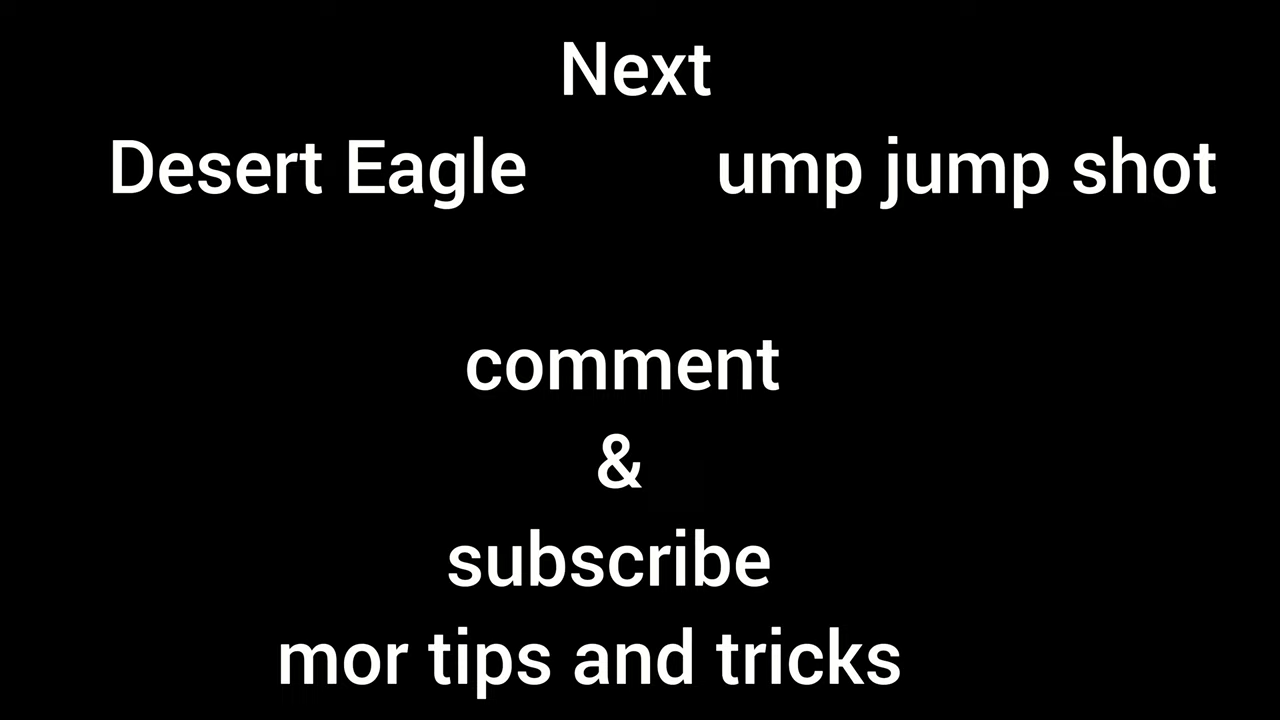 Next
Desert Eagle ump jump shot
comment
&
subscribe
mor tips and tricks